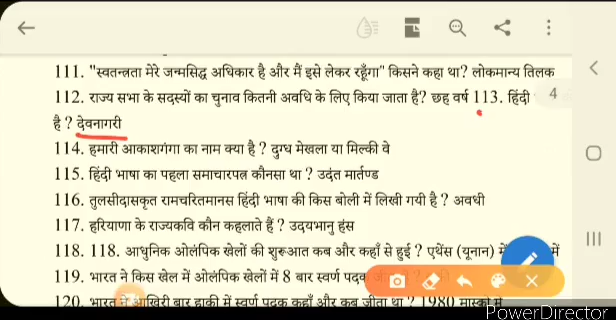 111. "स्वतन्त्रता मेरे जन्मसिद्ध अधिकार है और मैं इसे लेकर रहूँगा" किसने कहा था? लोकमान्य तिलक
112. राज्य सभा के सदस्यों का चुनाव कितनी अवधि के लिए किया जाता है? छह वर्ष 113. हिंदी 4
है ? देवनागरी
114. हमारी आकाशगंगा का नाम क्या है ? दुग्ध मेखला या मिल्की वे
115. हिंदी भाषा का पहला समाचारपत्र कौनसा था ? उदंत मार्तण्ड
116. तुलसीदासकृत रामचरितमानस हिंदी भाषा की किस बोली में लिखी गयी है ? अवधी
117. हरियाणा के राज्यकवि कौन कहलाते हैं ? उदयभानु हंस
118. 118. आधुनिक ओलंपिक खेलों की शुरूआत कब और कहाँ से हुई ? एथेंस (यूनान) में में
119. भारत ने किस खेल में ओलंपिक खेलों में 8 बार स्वर्ण पदक
120. भारत ने आखिरी बार हाकी में स्वर्ण पदक कहाँ और कब जीता था ? 1980 मास्को में
PowerDirector